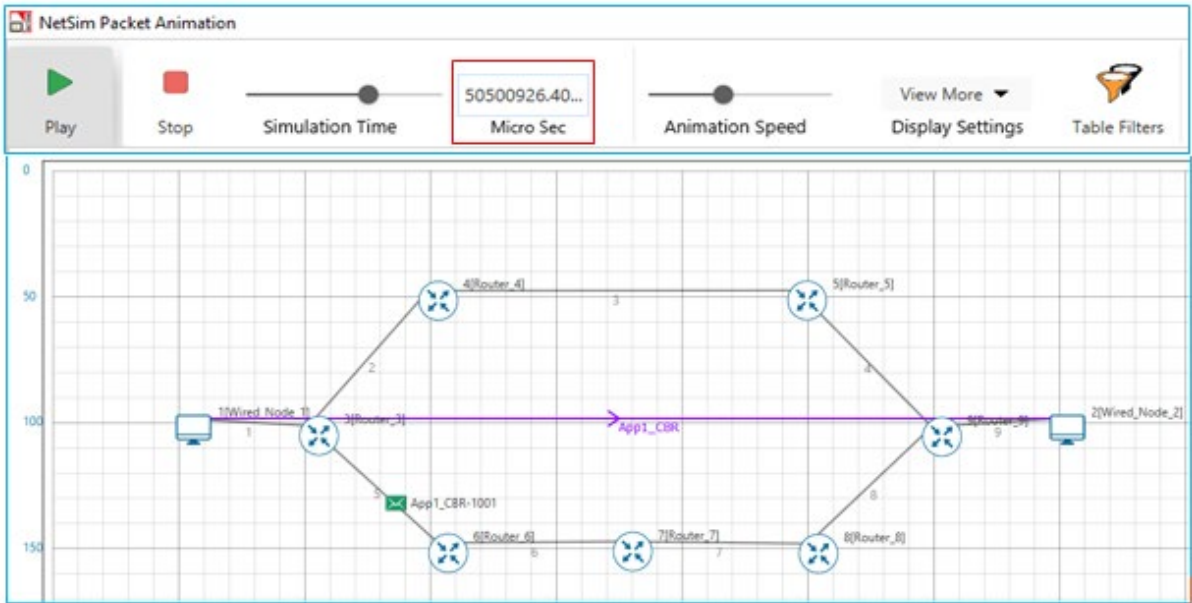 NetSim Packet Animation
50500926.40...
View More
Play
Stop
Simulation Time
Micro Sec
Animation Speed
Display Settings
Table Filters
0
4[Router_4]
5[Router_5]
50
3
2
4
1[Wired_Node_1]
3[Router_3]
9[Router_9]
2[Wired_Node_2]
100
1
App1_CBR
9
5
App1_CBR-1001
8
6[Router_6]
7[Router_7]
8[Router_8]
150
6
7